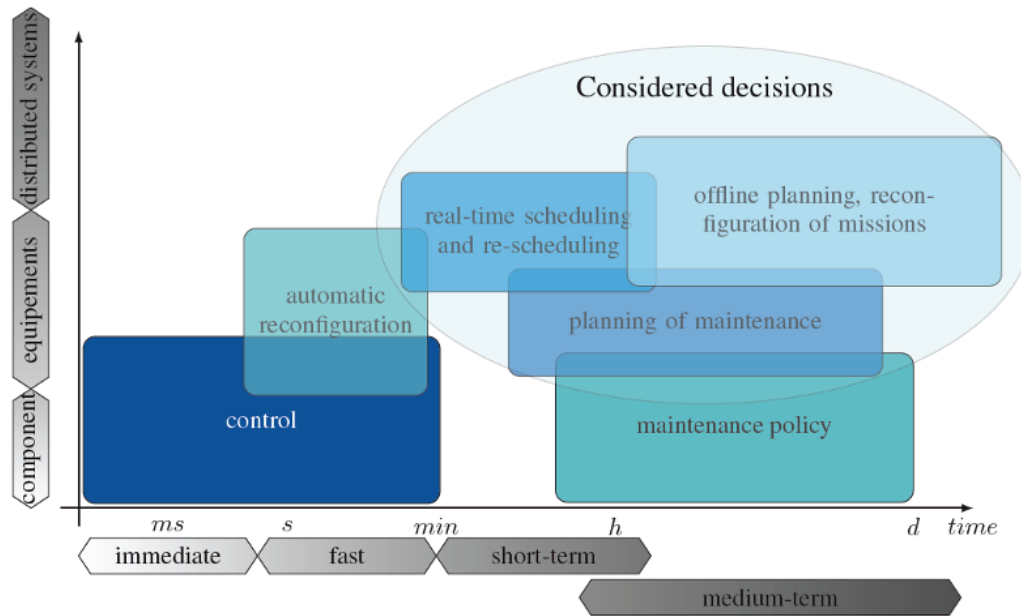 distributed systems
equipements
component
Considered decisions
offline planning, recon-
figuration of missions
real-time scheduling
and re-scheduling
automatic
reconfiguration
planning of maintenance
control
maintenance policy
ms s min h d time
immediate fast short-term
medium-term